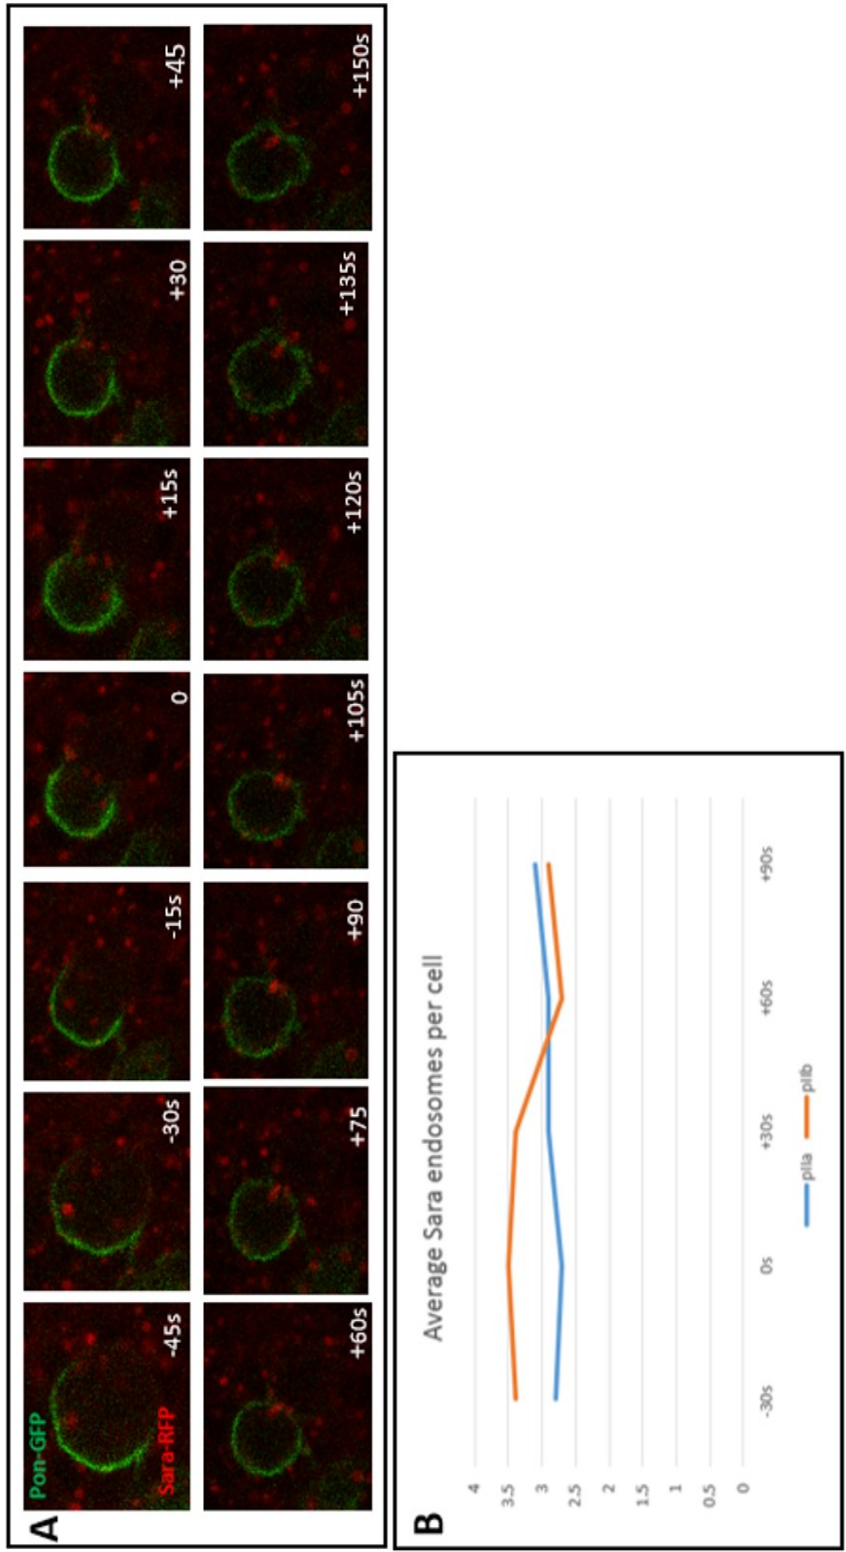 A
Pon-GFP
Sara-RFP
-45s
-30s
-15s
0
+15s
+30
+45
+60s
+75
+90
+105s
+120s
+135s
+150s
B
Average Sara endosomes per cell
4
3.5
3
2.5
2
1.5
1
0.5
0
-30s
0s
+30s
+60s
+90s
pIIa
pIIb